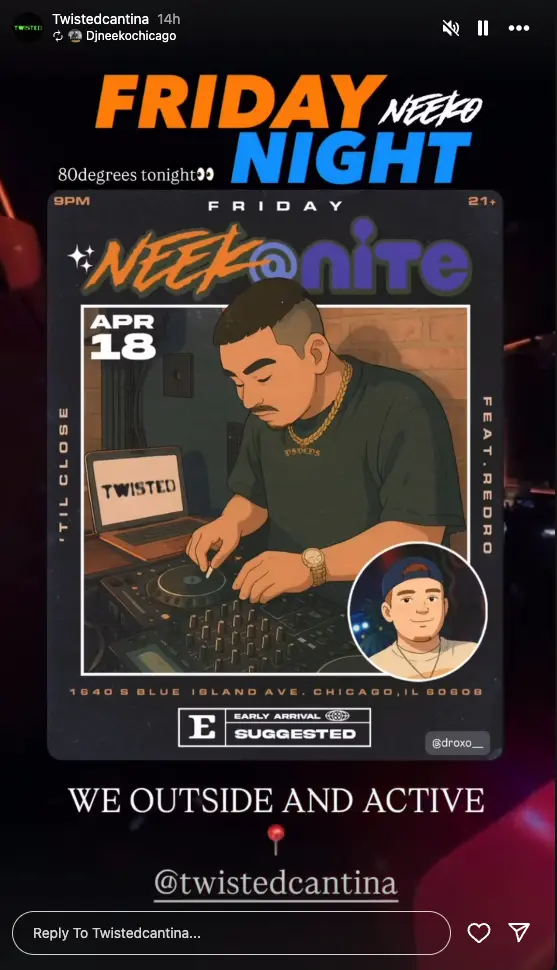 Twistedcantina 14h
TWISTED
Djneekochicago
FRIDAY NEEKO
NIGHT
80degrees tonight👀
9PM
FRIDAY
21+
NEEKO@NITE
APR
18
'TIL CLOSE
FEAT. REDRO
TWISTED
1640 S BLUE ISLAND AVE. CHICAGO, IL 60608
E
EARLY ARRIVAL
SUGGESTED
@droxo__
WE OUTSIDE AND ACTIVE
📍
@twistedcantina
Reply To Twistedcantina...